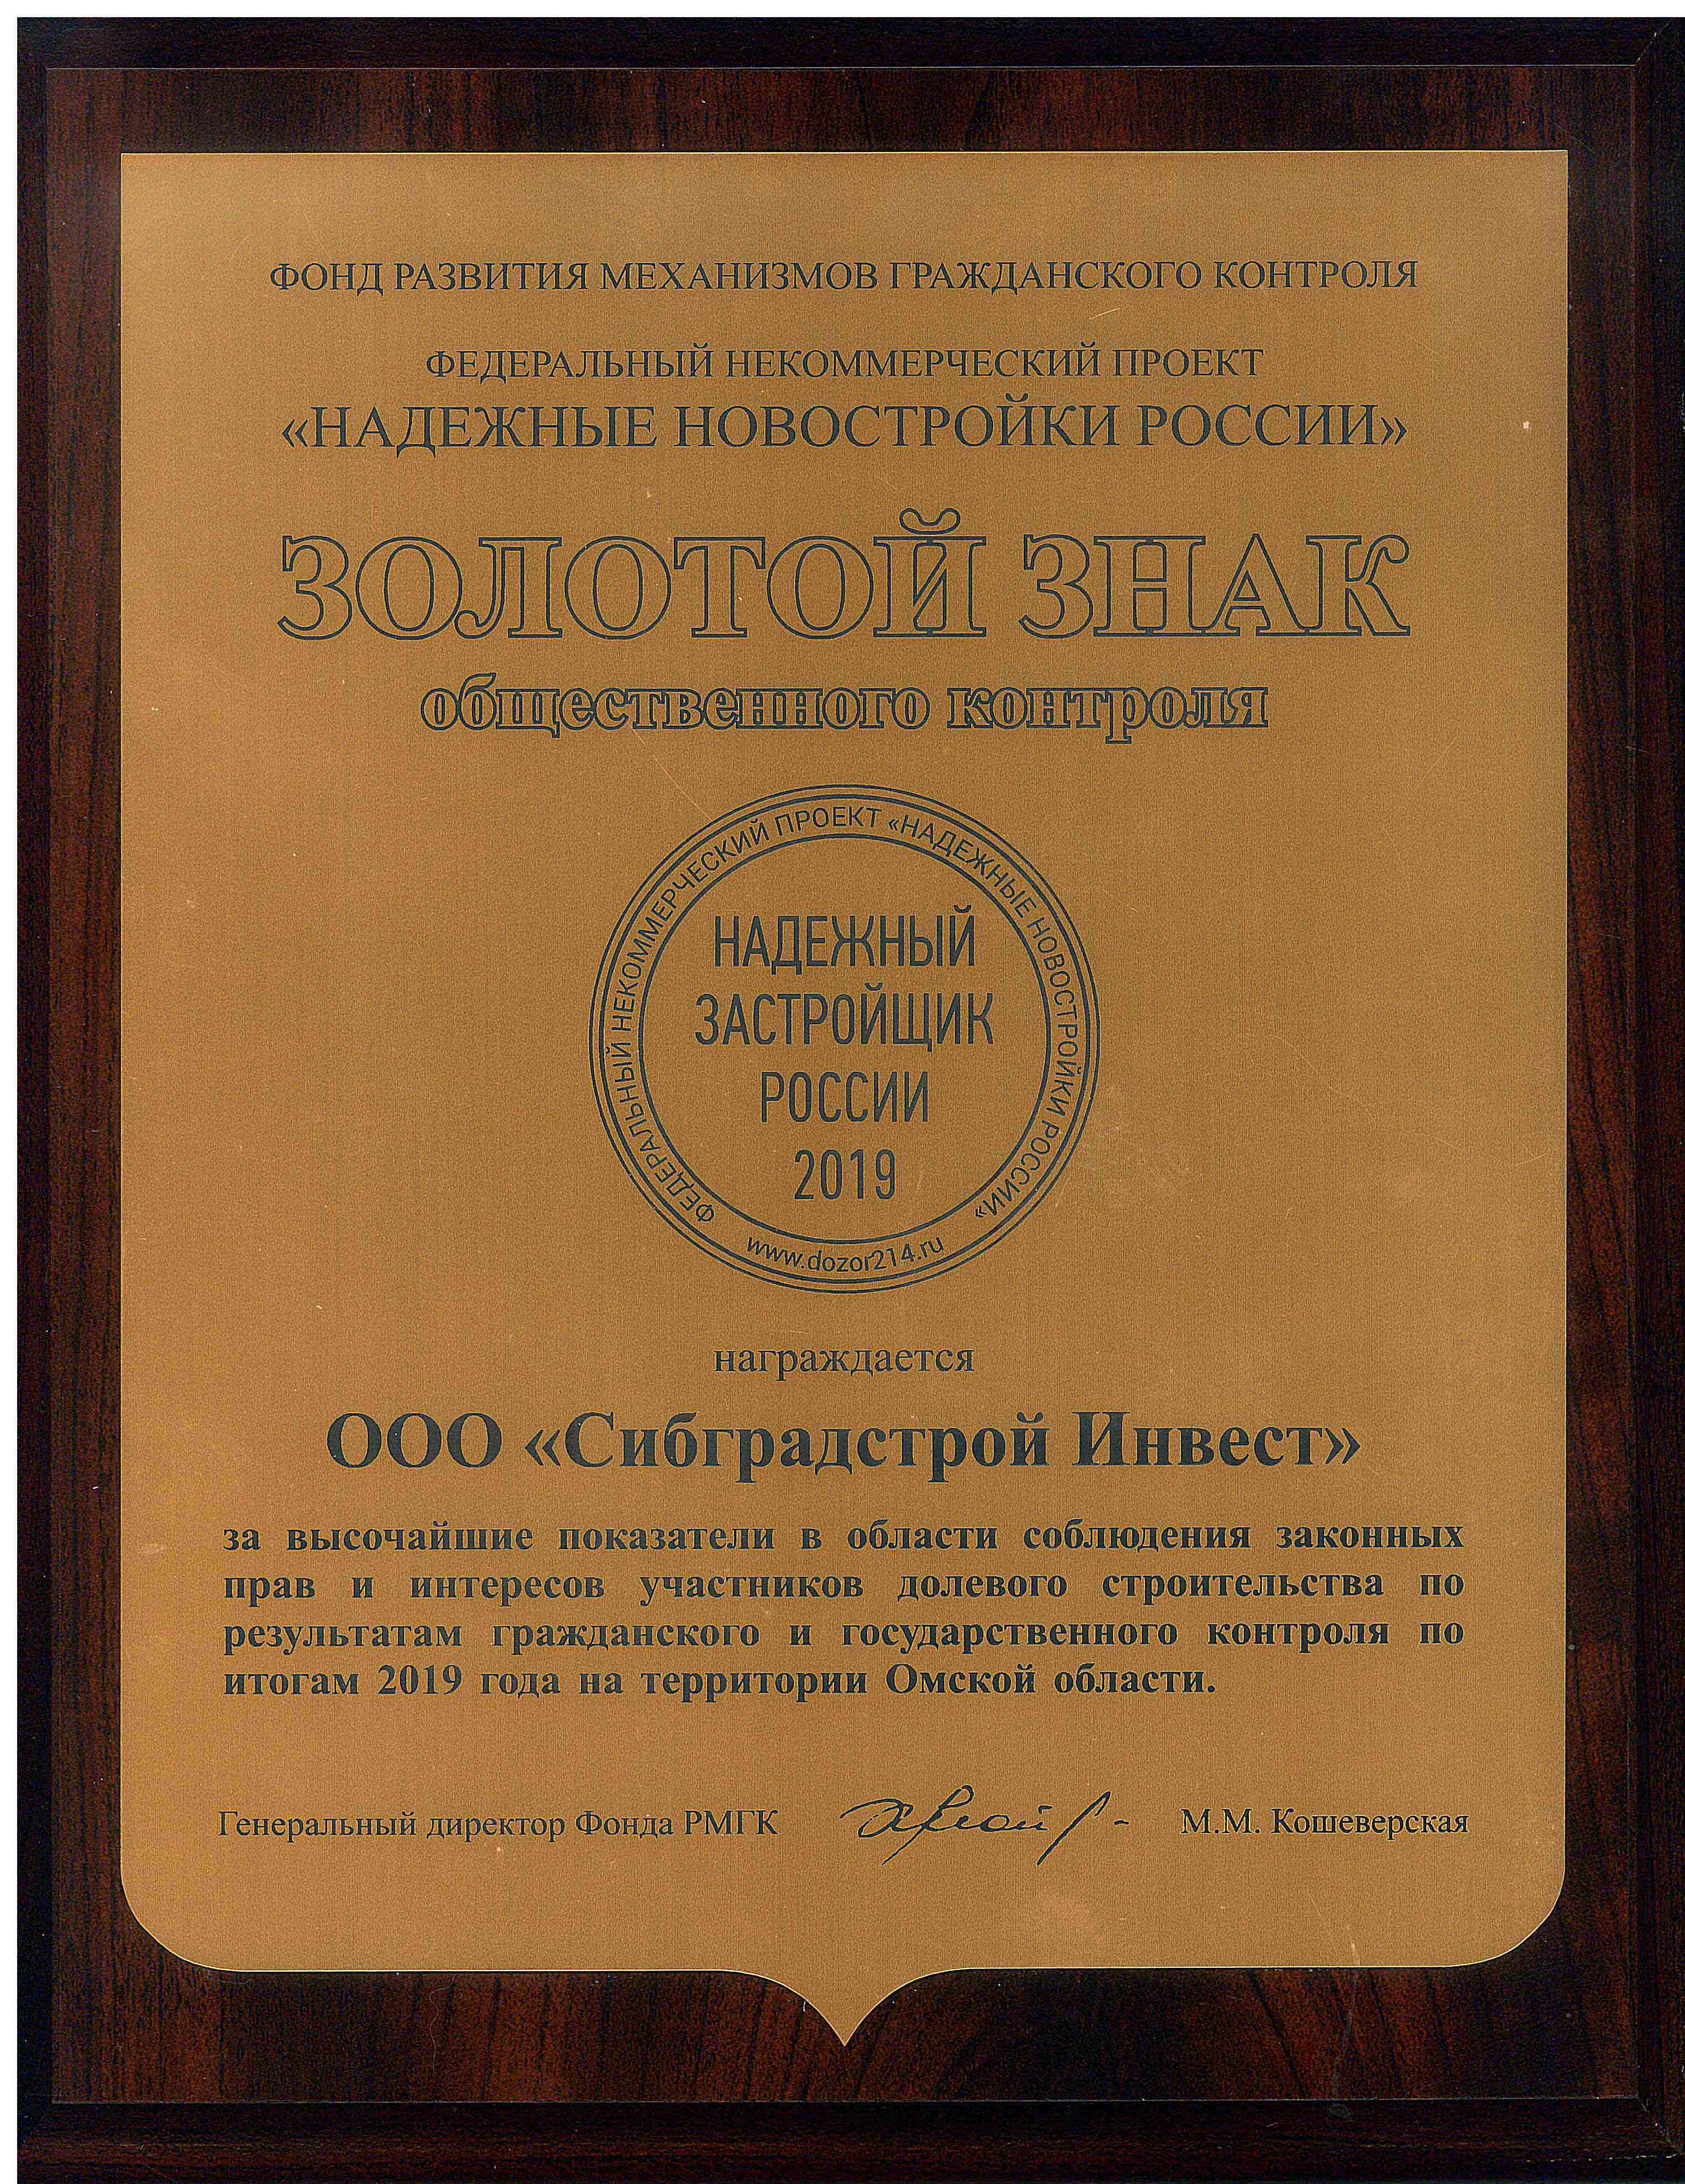 ФОНД РАЗВИТИЯ МЕХАНИЗМОВ ГРАЖДАНСКОГО КОНТРОЛЯ
ФЕДЕРАЛЬНЫЙ НЕКОММЕРЧЕСКИЙ ПРОЕКТ
«НАДЕЖНЫЕ НОВОСТРОЙКИ РОССИИ»
ЗОЛОТОЙ ЗНАК
общественного контроля
ФЕДЕРАЛЬНЫЙ НЕКОММЕРЧЕСКИЙ ПРОЕКТ «НАДЕЖНЫЕ НОВОСТРОЙКИ РОССИИ»
НАДЕЖНЫЙ
ЗАСТРОЙЩИК
РОССИИ
2019
www.dozor214.ru
награждается
ООО «Сибградстрой Инвест»
за высочайшие показатели в области соблюдения законных
прав и интересов участников долевого строительства по
результатам гражданского и государственного контроля по
итогам 2019 года на территории Омской области.
Генеральный директор Фонда РМГК М.М. Кошеверская